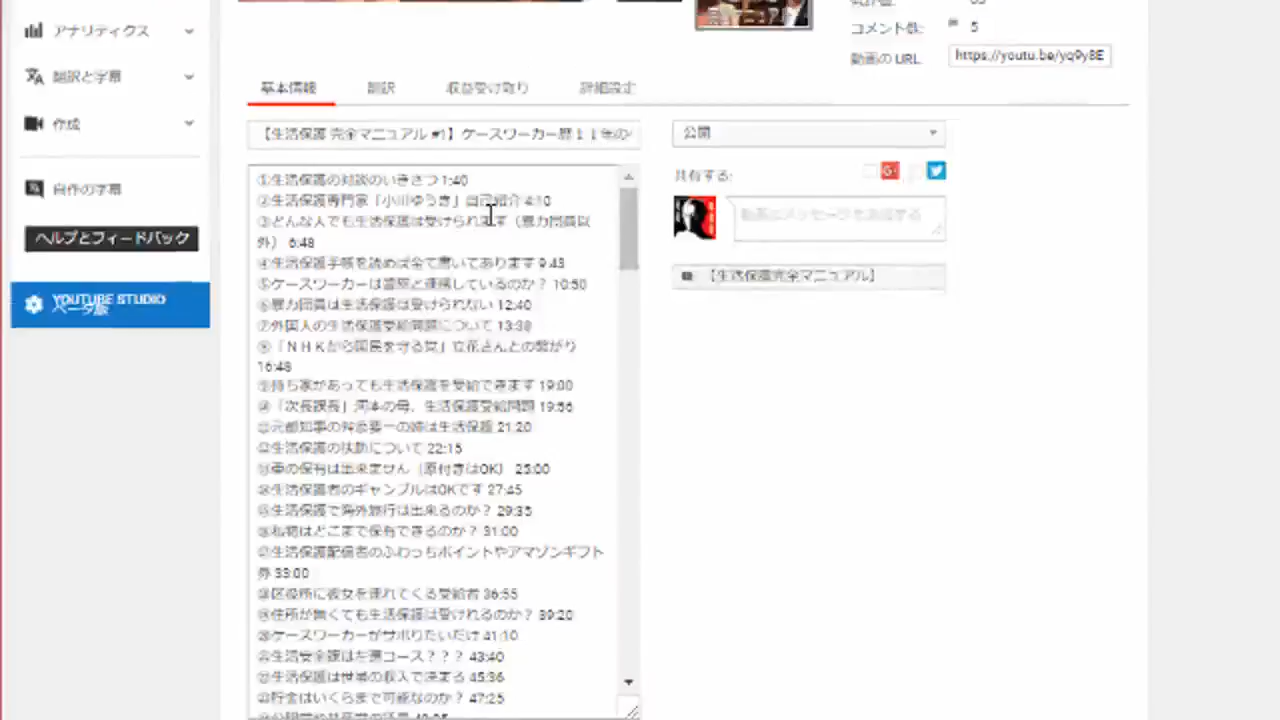 アナリティクス
翻訳と字幕
作成
自作の字幕
ヘルプとフィードバック
YOUTUBE STUDIO
ベータ版
コメント数: 5
動画の URL: https://youtu.be/yq9y8E
基本情報 翻訳 収益受け取り 詳細設定
【生活保護 完全マニュアル #1】ケースワーカー歴11年の
公開
共有する:
【生活保護完全マニュアル】
①生活保護の対談のいきさつ 1:40
②生活保護専門家「小川ゆうき」自己紹介 4:10
③どんな人でも生活保護は受けられます（暴力団員以
外） 6:48
④生活保護手帳を読めば全て書いてあります 9:43
⑤ケースワーカーは警察と連携しているのか？ 10:50
⑥暴力団員は生活保護は受けられない 12:40
⑦外国人の生活保護受給問題について 13:30
⑧「ＮＨＫから国民を守る党」立花さんとの繋がり
16:48
⑨持ち家があっても生活保護を受給できます 19:00
⑩「次長課長」河本の母、生活保護受給問題 19:56
⑪元都知事の舛添要一の姉は生活保護 21:20
⑫生活保護の扶助について 22:15
⑬車の保有は出来ません（原付きはOK） 25:00
⑭生活保護者のギャンブルはOKです 27:45
⑮生活保護で海外旅行は出来るのか？ 29:35
⑯私物はどこまで保有できるのか？ 31:00
⑰生活保護配信者のふわっちポイントやアマゾンギフト
券 33:00
⑱区役所に彼女を連れてくる受給者 36:55
⑲住所が無くても生活保護は受けれるのか？ 39:20
⑳ケースワーカーがサボりたいだけ 41:10
㉑生活安全課は左遷コース？？？ 43:40
㉒生活保護は世帯の収入で決まる 45:36
㉓貯金はいくらまで可能なのか？ 47:25